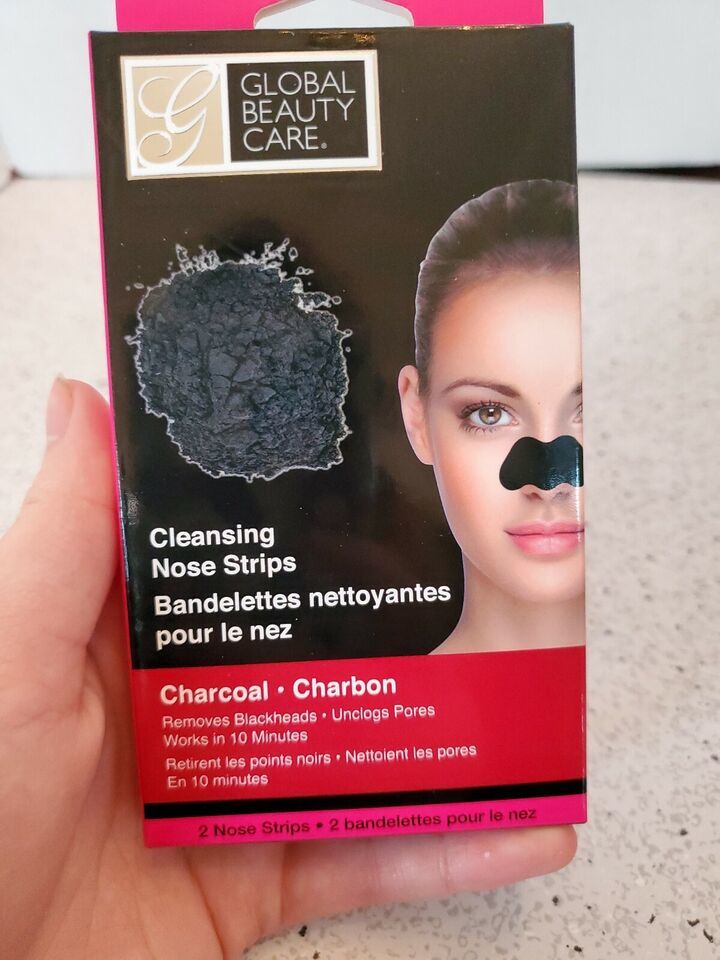 G
GLOBAL
BEAUTY
CARE®
Cleansing
Nose Strips
Bandelettes nettoyantes
pour le nez
Charcoal • Charbon
Removes Blackheads • Unclogs Pores
Works in 10 Minutes
Retirent les points noirs • Nettoient les pores
En 10 minutes
2 Nose Strips • 2 bandelettes pour le nez